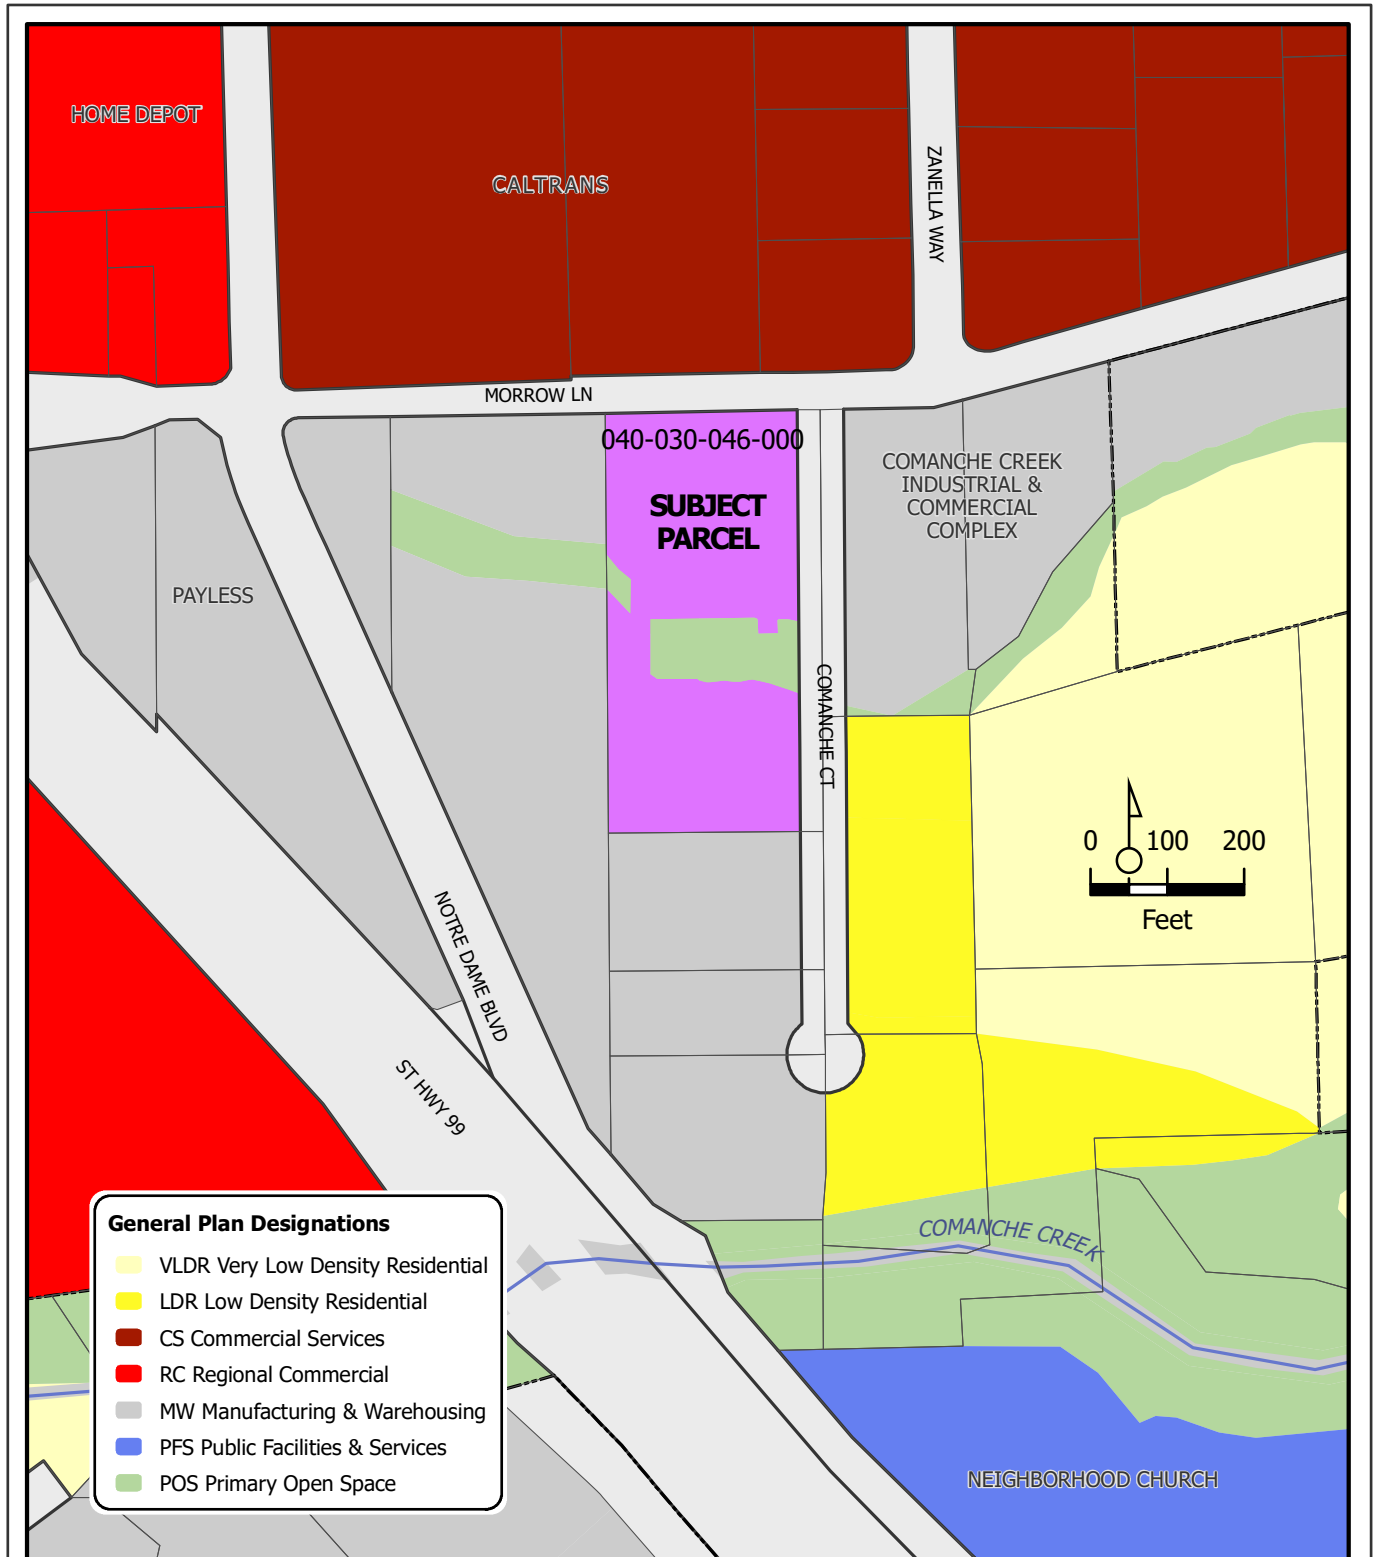 HOME DEPOT
CALTRANS
ZANELLA WAY
MORROW LN
040-030-046-000
SUBJECT
PARCEL
COMANCHE CREEK
INDUSTRIAL &
COMMERCIAL
COMPLEX
PAYLESS
COMANCHE CT
0 100 200
Feet
NOTRE DAME BLVD
ST HWY 99
COMANCHE CREEK
General Plan Designations
VLDR Very Low Density Residential
LDR Low Density Residential
CS Commercial Services
RC Regional Commercial
MW Manufacturing & Warehousing
PFS Public Facilities & Services
POS Primary Open Space
NEIGHBORHOOD CHURCH